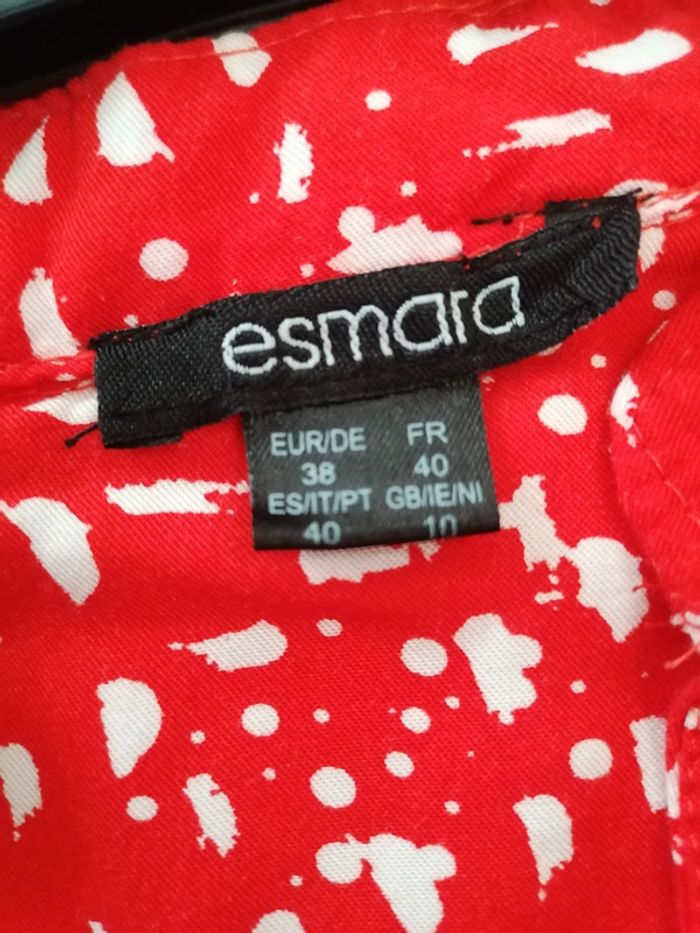 esmara
EUR/DE FR
38 40
ES/IT/PT GB/IE/NI
40 10